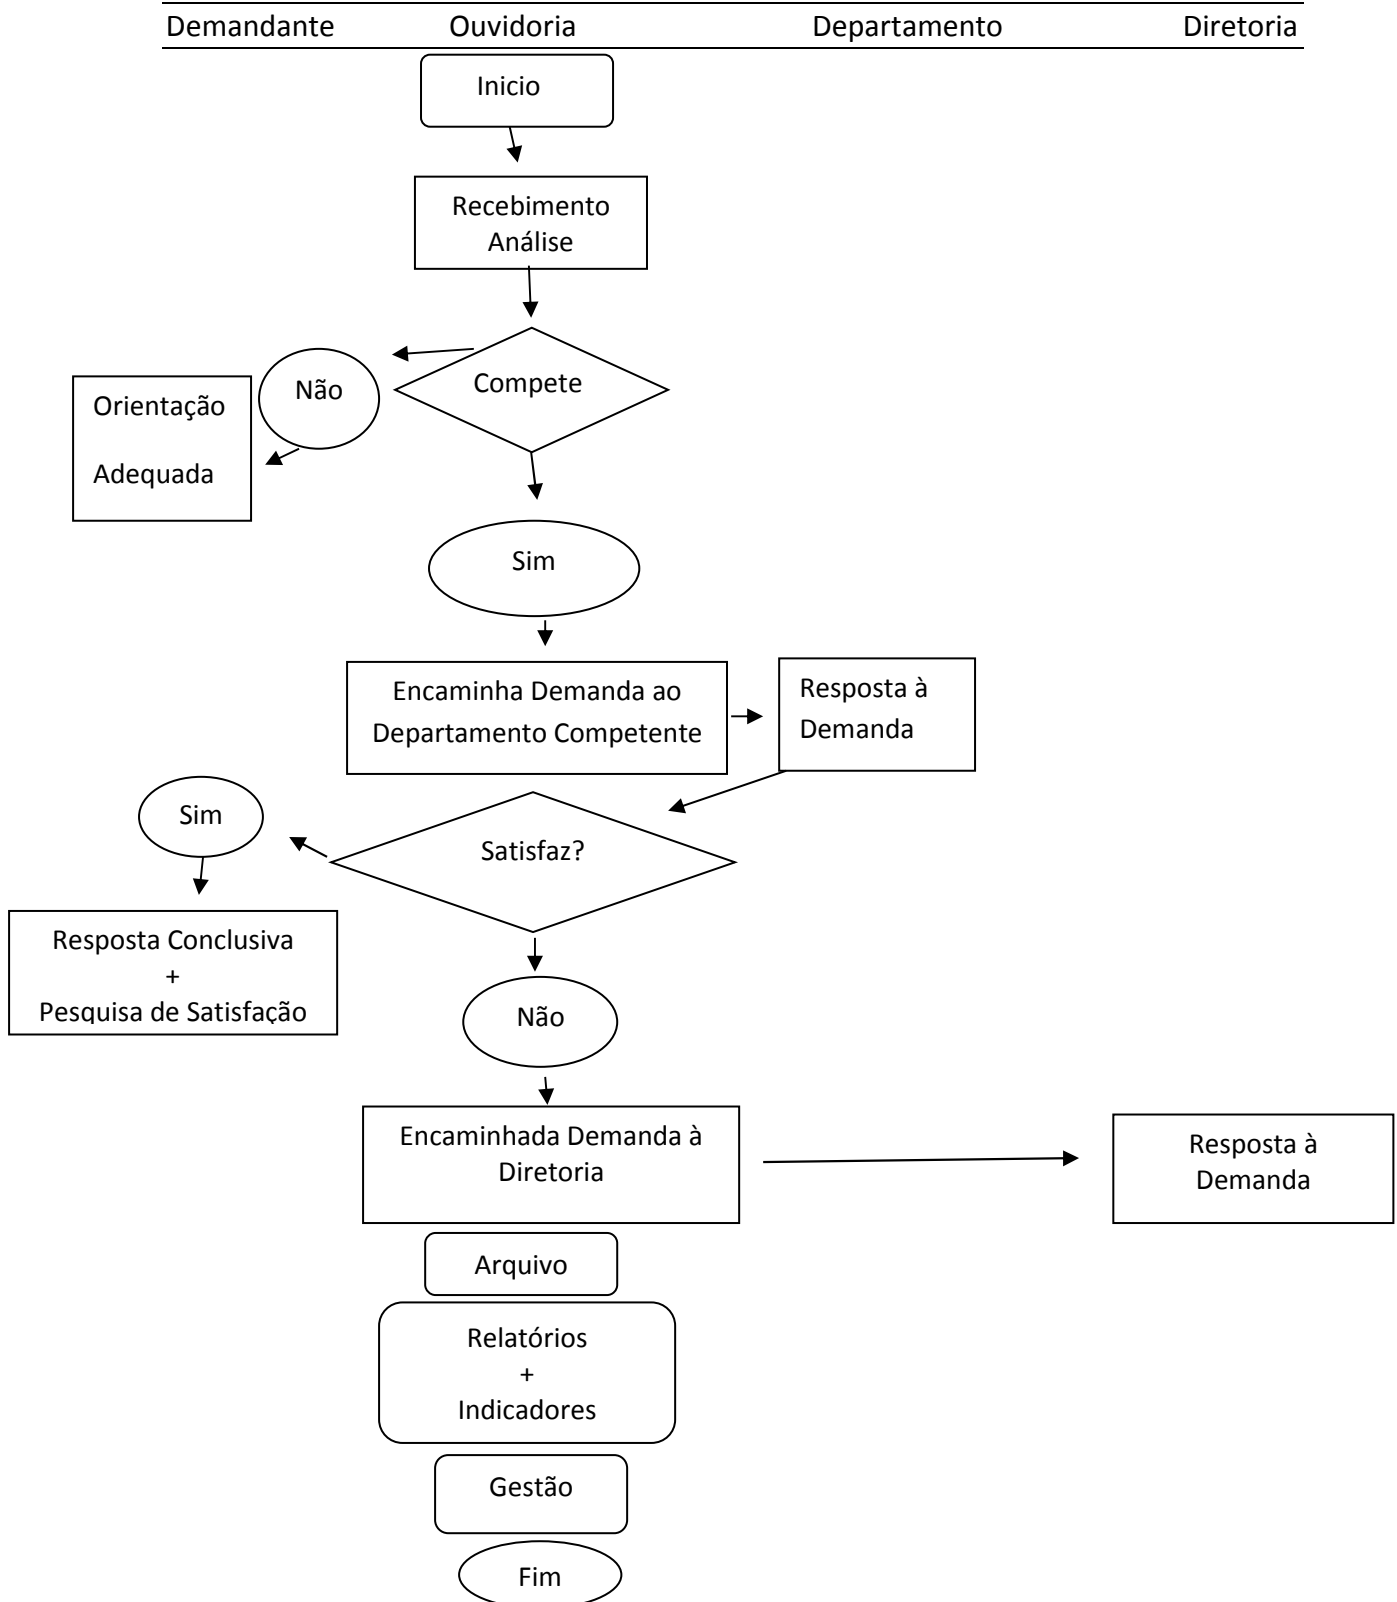 Demandante Ouvidoria Departamento Diretoria
Inicio
Recebimento
Análise
Compete
Não
Orientação
Adequada
Sim
Encaminha Demanda ao
Departamento Competente
Resposta à
Demanda
Sim
Satisfaz?
Resposta Conclusiva
+
Pesquisa de Satisfação
Não
Encaminhada Demanda à
Diretoria
Resposta à
Demanda
Arquivo
Relatórios
+
Indicadores
Gestão
Fim